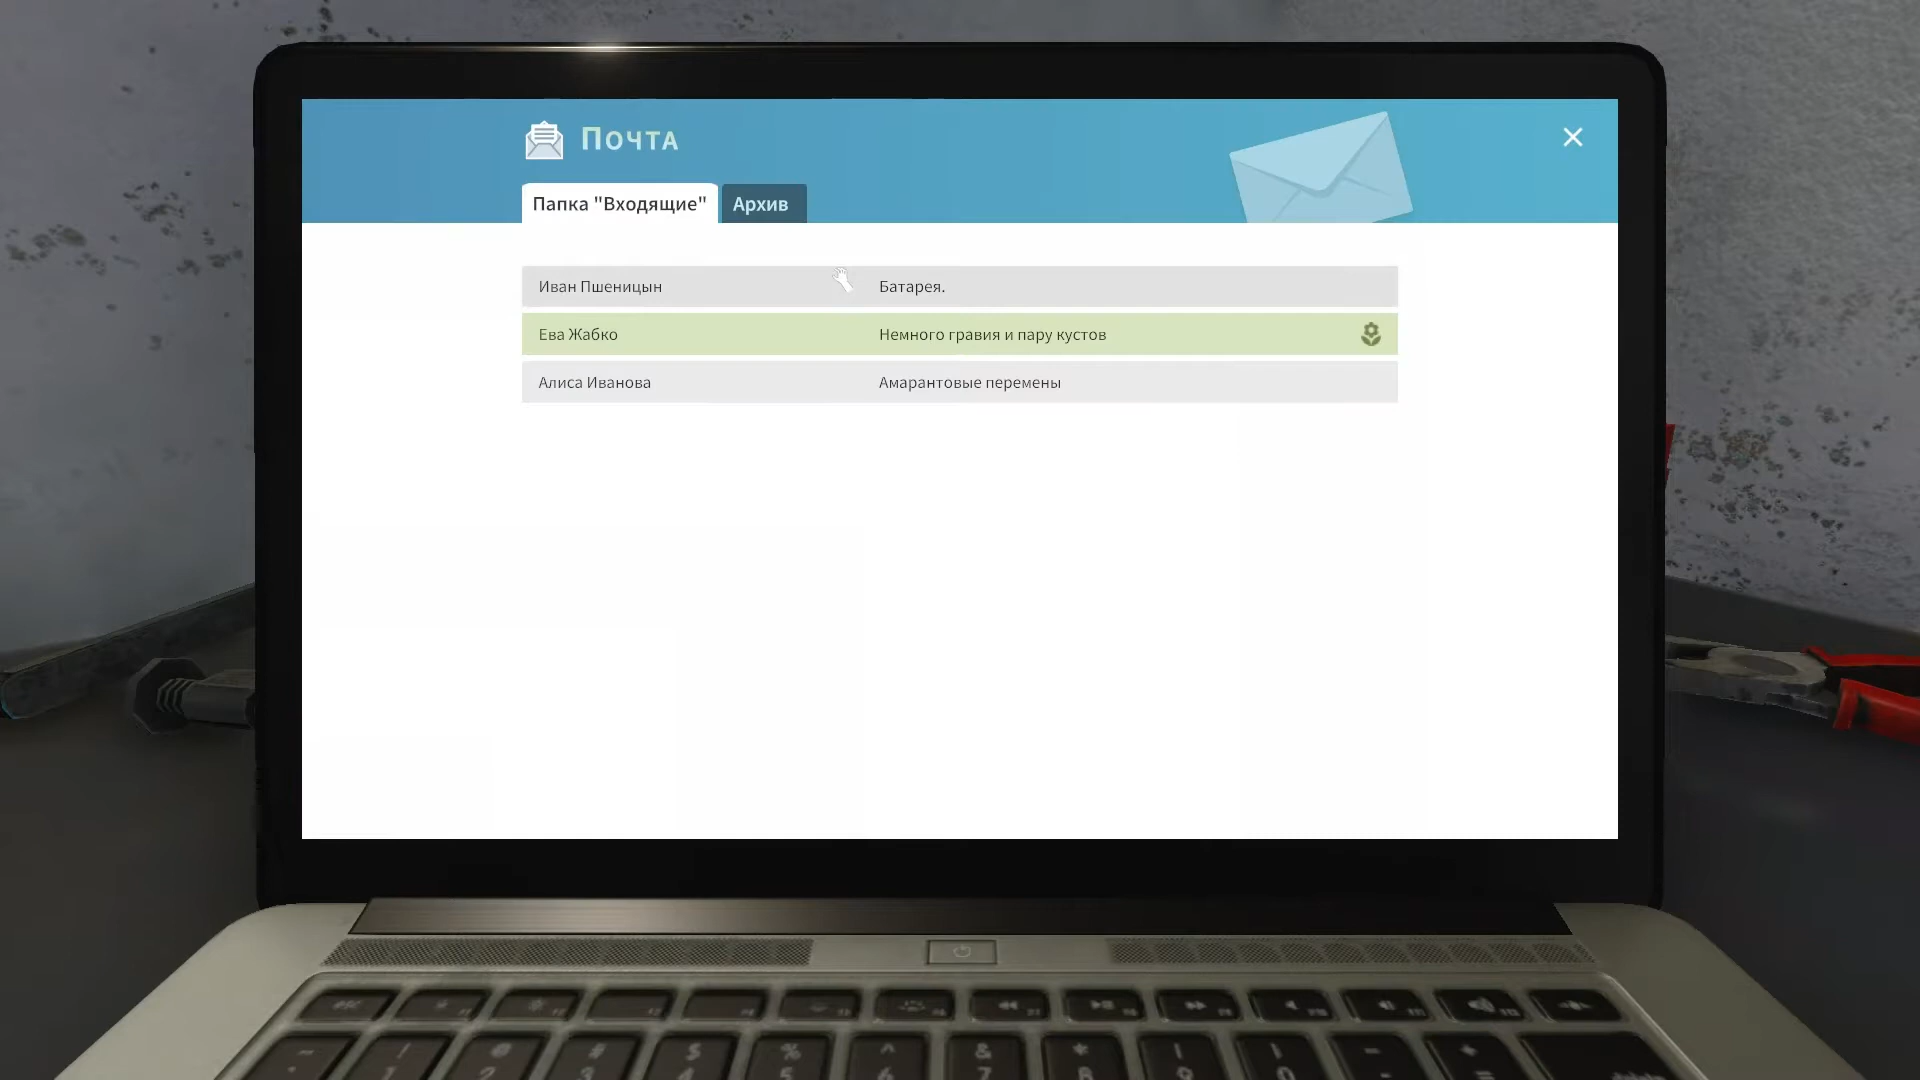 Почта
Папка "Входящие" Архив
Иван Пшеницын Батарея.
Ева Жабко Немного гравия и пару кустов
Алиса Иванова Амарантовые перемены